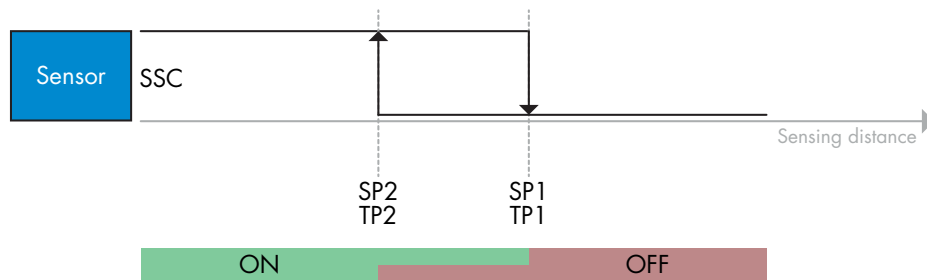 Sensor
SSC
Sensing distance
SP2
TP2
SP1
TP1
ON
OFF